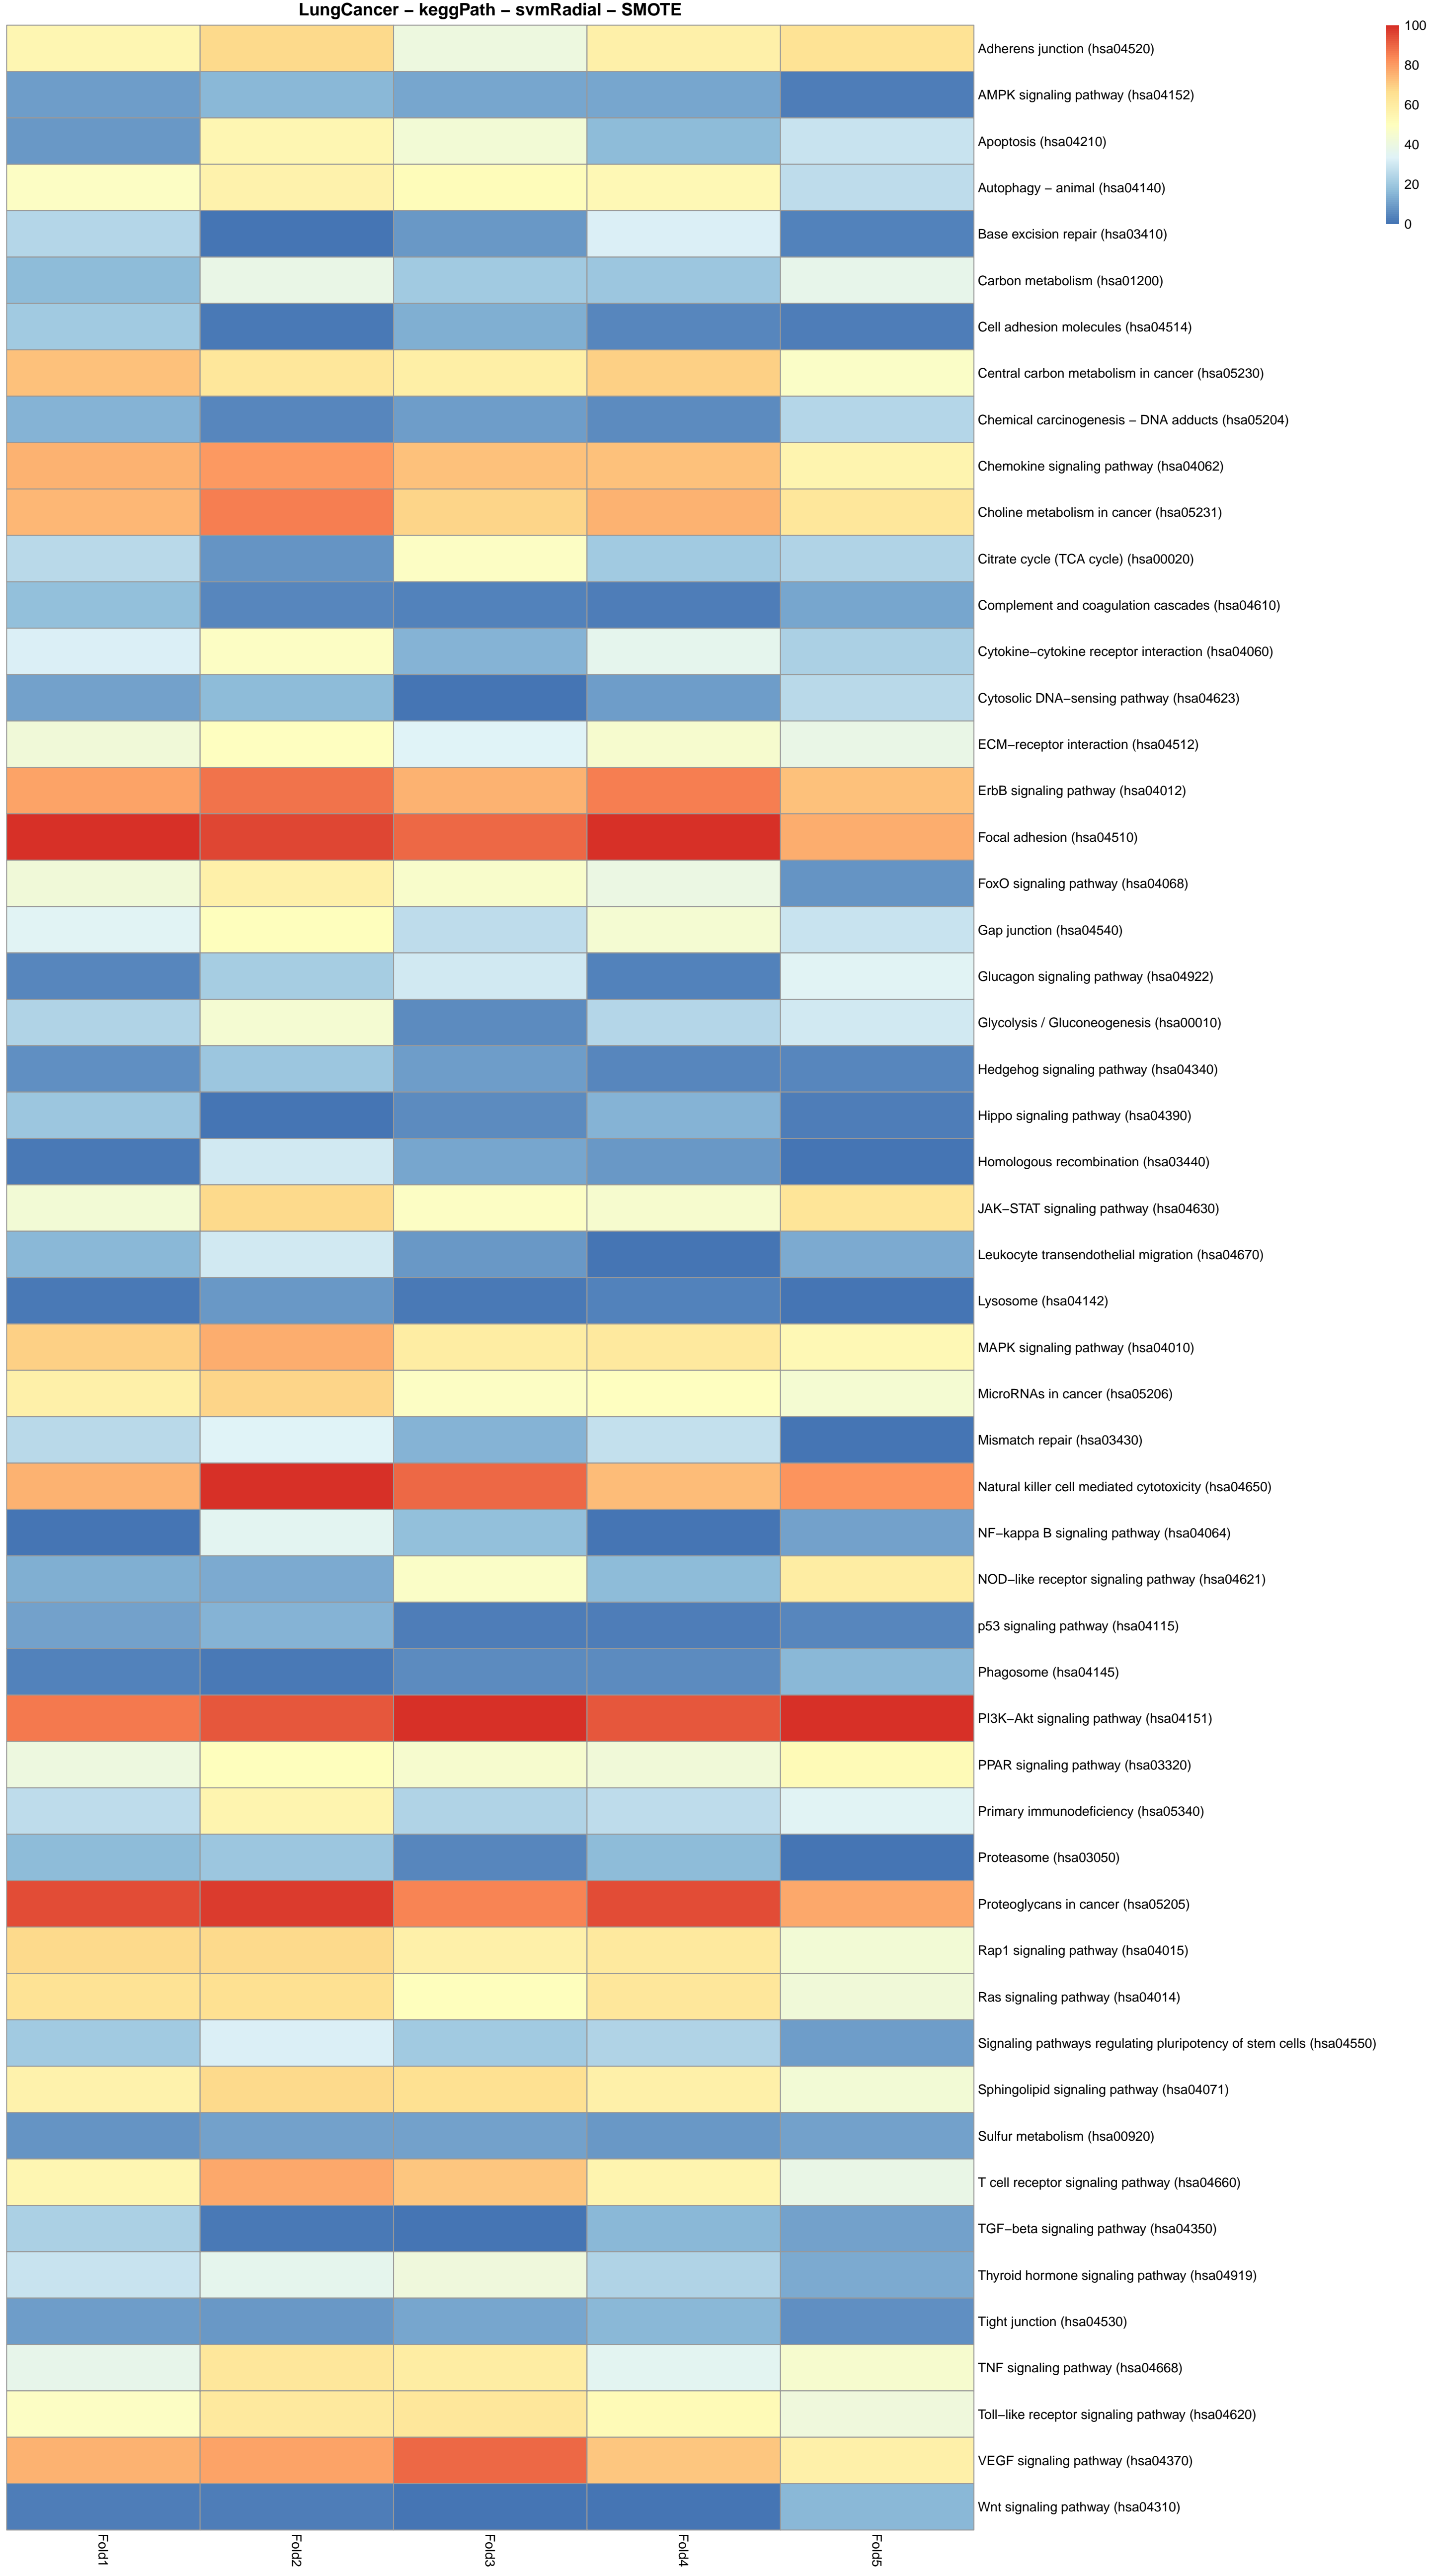 LungCancer − keggPath − svmRadial − SMOTE
100
80
60
40
20
0
Adherens junction (hsa04520)
AMPK signaling pathway (hsa04152)
Apoptosis (hsa04210)
Autophagy − animal (hsa04140)
Base excision repair (hsa03410)
Carbon metabolism (hsa01200)
Cell adhesion molecules (hsa04514)
Central carbon metabolism in cancer (hsa05230)
Chemical carcinogenesis − DNA adducts (hsa05204)
Chemokine signaling pathway (hsa04062)
Choline metabolism in cancer (hsa05231)
Citrate cycle (TCA cycle) (hsa00020)
Complement and coagulation cascades (hsa04610)
Cytokine−cytokine receptor interaction (hsa04060)
Cytosolic DNA−sensing pathway (hsa04623)
ECM−receptor interaction (hsa04512)
ErbB signaling pathway (hsa04012)
Focal adhesion (hsa04510)
FoxO signaling pathway (hsa04068)
Gap junction (hsa04540)
Glucagon signaling pathway (hsa04922)
Glycolysis / Gluconeogenesis (hsa00010)
Hedgehog signaling pathway (hsa04340)
Hippo signaling pathway (hsa04390)
Homologous recombination (hsa03440)
JAK−STAT signaling pathway (hsa04630)
Leukocyte transendothelial migration (hsa04670)
Lysosome (hsa04142)
MAPK signaling pathway (hsa04010)
MicroRNAs in cancer (hsa05206)
Mismatch repair (hsa03430)
Natural killer cell mediated cytotoxicity (hsa04650)
NF−kappa B signaling pathway (hsa04064)
NOD−like receptor signaling pathway (hsa04621)
p53 signaling pathway (hsa04115)
Phagosome (hsa04145)
PI3K−Akt signaling pathway (hsa04151)
PPAR signaling pathway (hsa03320)
Primary immunodeficiency (hsa05340)
Proteasome (hsa03050)
Proteoglycans in cancer (hsa05205)
Rap1 signaling pathway (hsa04015)
Ras signaling pathway (hsa04014)
Signaling pathways regulating pluripotency of stem cells (hsa04550)
Sphingolipid signaling pathway (hsa04071)
Sulfur metabolism (hsa00920)
T cell receptor signaling pathway (hsa04660)
TGF−beta signaling pathway (hsa04350)
Thyroid hormone signaling pathway (hsa04919)
Tight junction (hsa04530)
TNF signaling pathway (hsa04668)
Toll−like receptor signaling pathway (hsa04620)
VEGF signaling pathway (hsa04370)
Wnt signaling pathway (hsa04310)
Fold1
Fold2
Fold3
Fold4
Fold5